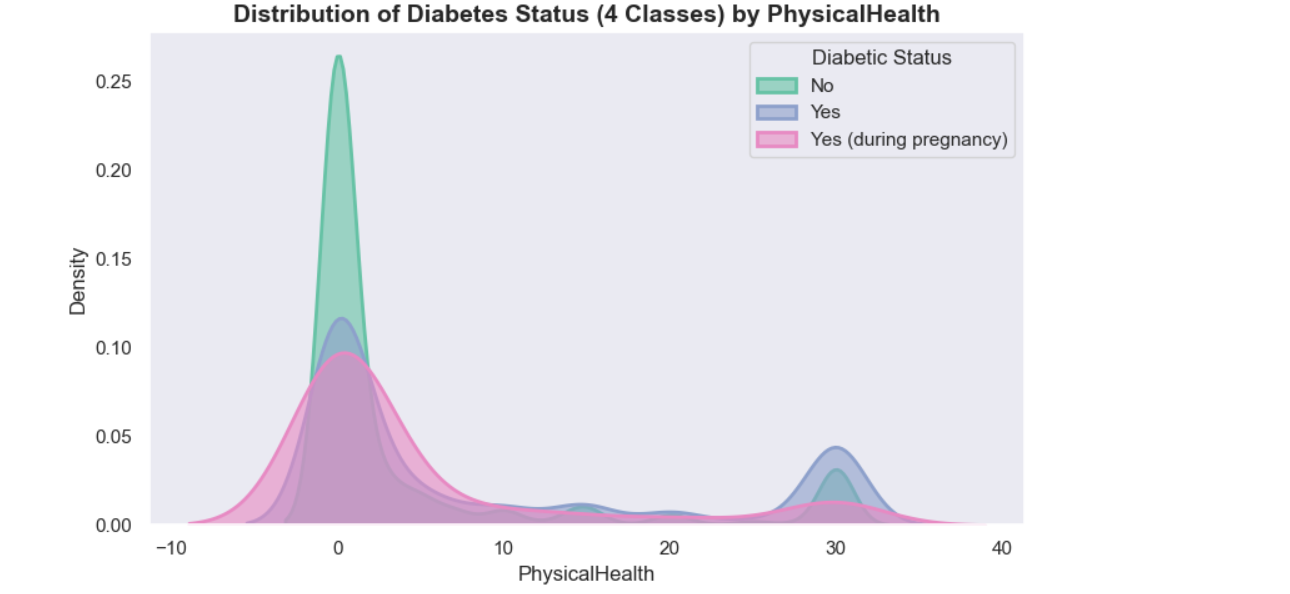 Distribution of Diabetes Status (4 Classes) by PhysicalHealth
Diabetic Status
No
Yes
Yes (during pregnancy)
Density
0.25
0.20
0.15
0.10
0.05
0.00
−10 0 10 20 30 40
PhysicalHealth